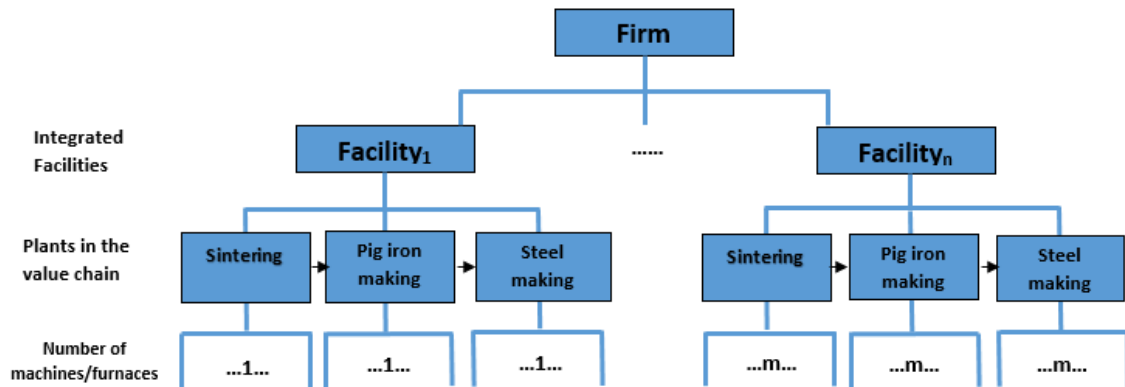 Firm
Integrated
Facilities
Facility₁
......
Facilityₙ
Plants in the
value chain
Sintering
Pig iron
making
Steel
making
Sintering
Pig iron
making
Steel
making
Number of
machines/furnaces
...1...
...1...
...1...
...m...
...m...
...m...